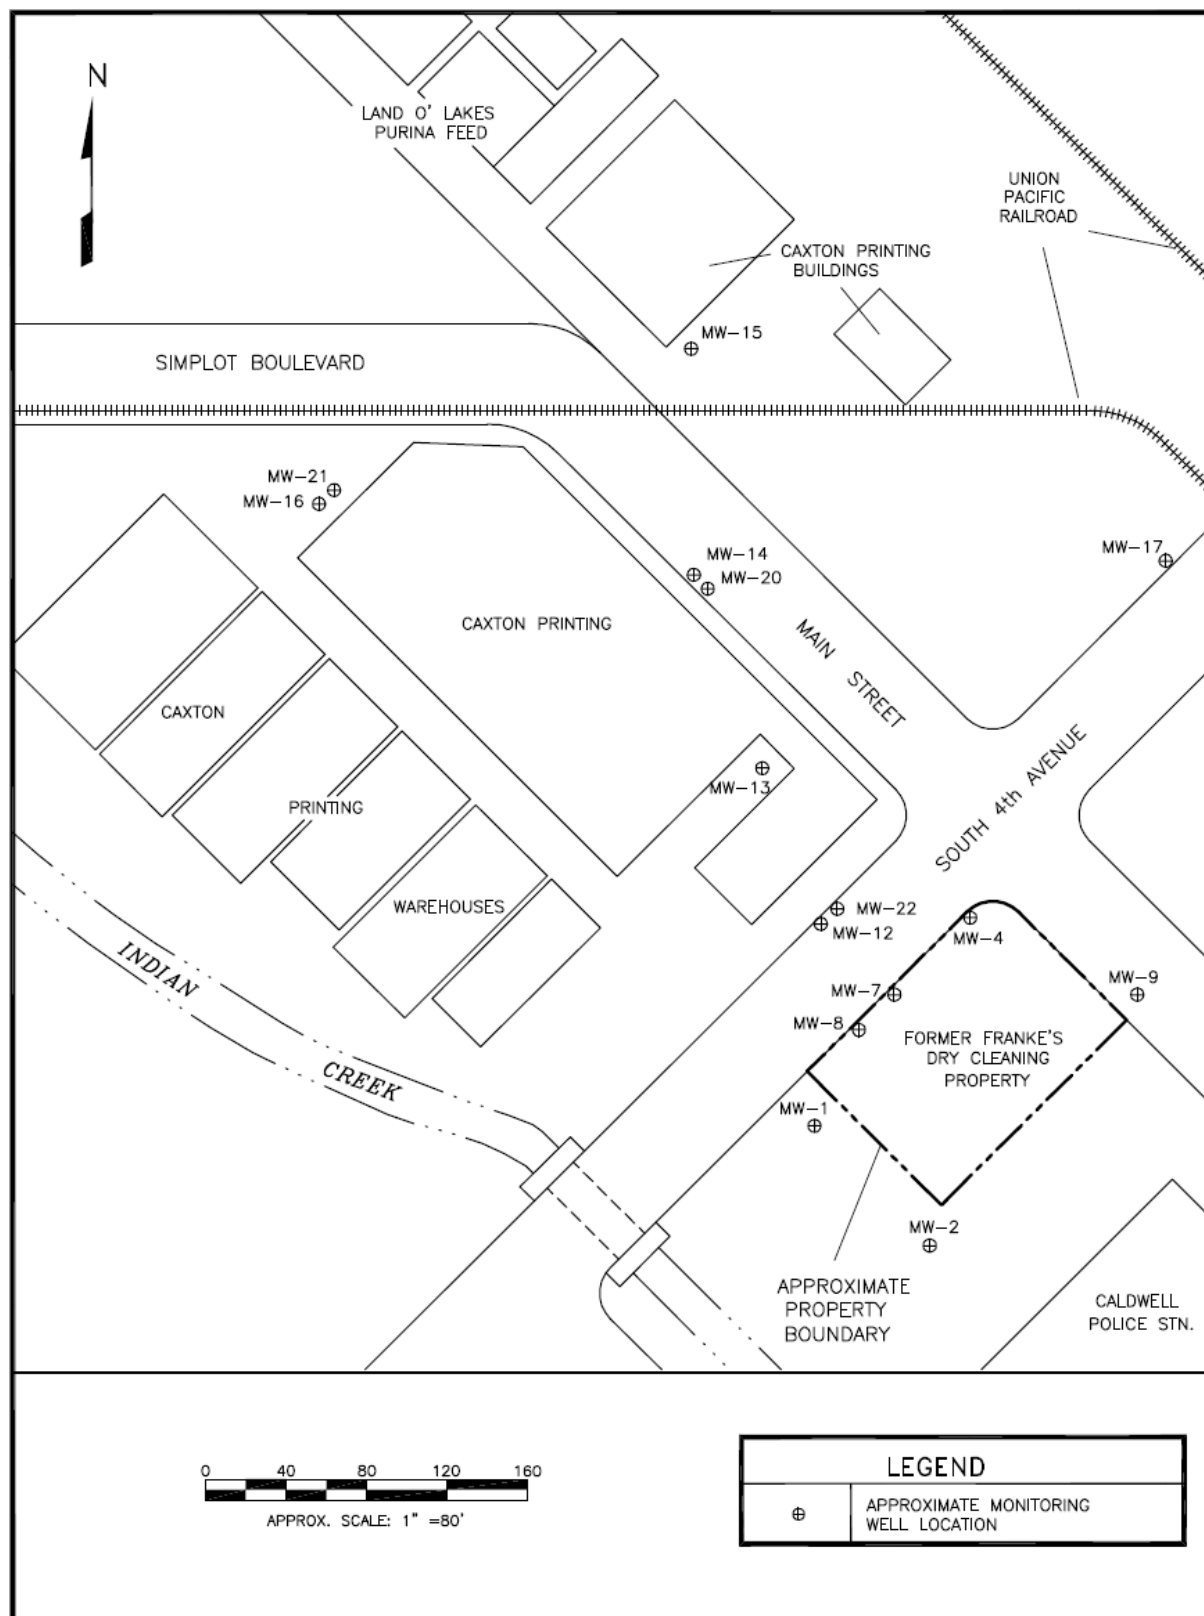 N
LAND O' LAKES
PURINA FEED
UNION
PACIFIC
RAILROAD
CAXTON PRINTING
BUILDINGS
MW-15
SIMPLOT BOULEVARD
MW-21
MW-16
MW-14
MW-20
MW-17
CAXTON PRINTING
MAIN STREET
CAXTON
SOUTH 4th AVENUE
MW-13
PRINTING
WAREHOUSES
MW-22
MW-12
MW-4
INDIAN
MW-7
MW-9
MW-8
FORMER FRANKE'S
DRY CLEANING
PROPERTY
CREEK
MW-1
MW-2
APPROXIMATE
PROPERTY
BOUNDARY
CALDWELL
POLICE STN.
0 40 80 120 160
APPROX. SCALE: 1" =80'
LEGEND
APPROXIMATE MONITORING
WELL LOCATION